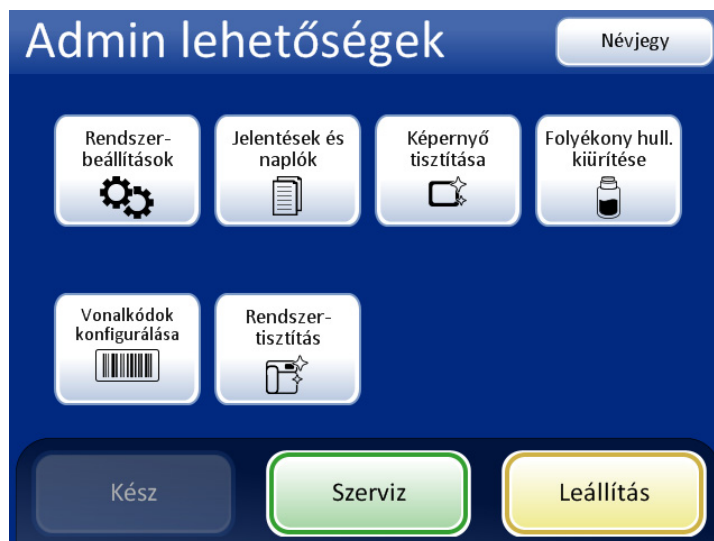 Admin lehetőségek
Névjegy
Rendszer-
beállítások
Jelentések és
naplók
Képernyő
tisztítása
Folyékony hull.
kiürítése
Vonalkódok
konfigurálása
Rendszer-
tisztítás
Kész
Szerviz
Leállítás